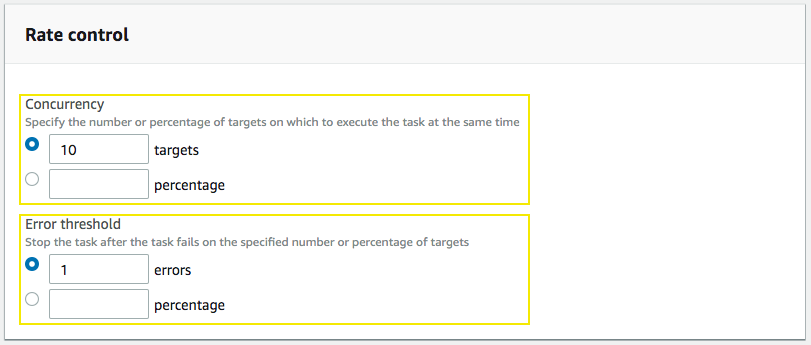 Rate control
Concurrency
Specify the number or percentage of targets on which to execute the task at the same time
10 targets
percentage
Error threshold
Stop the task after the task fails on the specified number or percentage of targets
1 errors
percentage